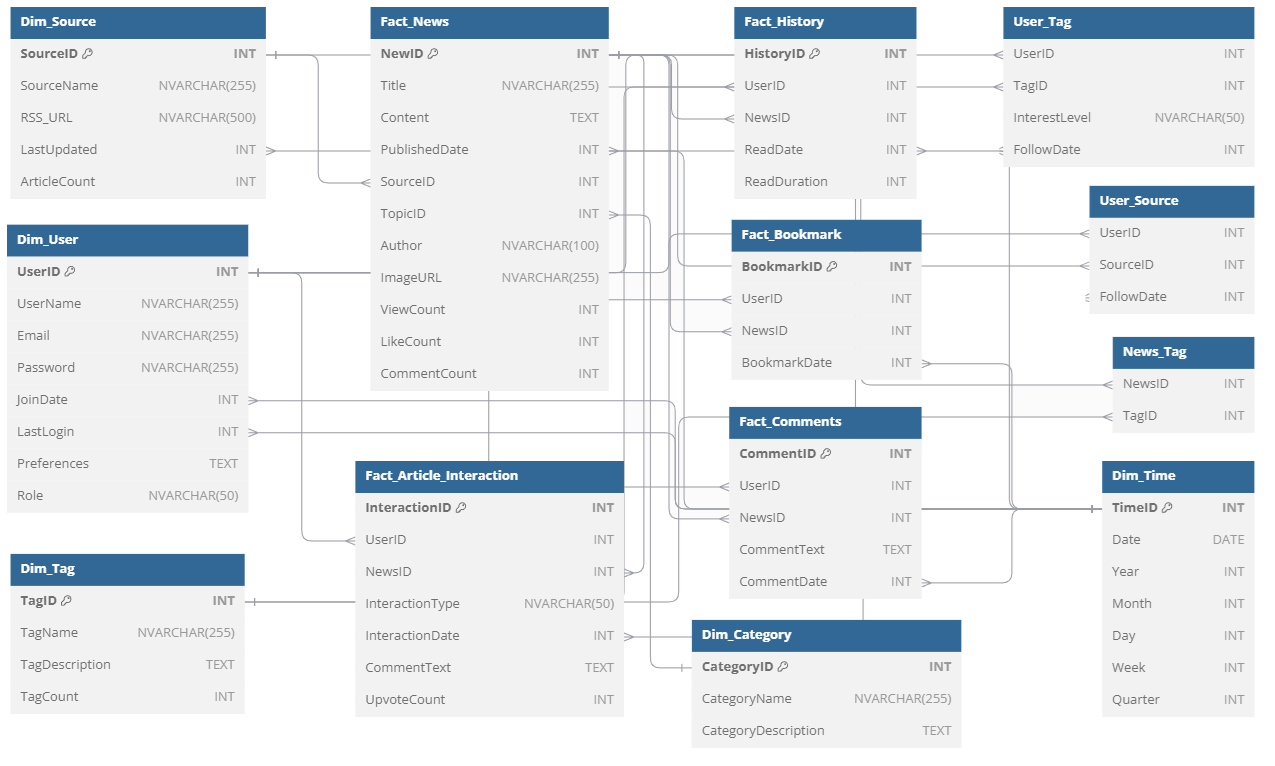 Dim_Source
SourceID INT
SourceName NVARCHAR(255)
RSS_URL NVARCHAR(500)
LastUpdated INT
ArticleCount INT
Fact_News
NewID INT
Title NVARCHAR(255)
Content TEXT
PublishedDate INT
SourceID INT
TopicID INT
Author NVARCHAR(100)
ImageURL NVARCHAR(255)
ViewCount INT
LikeCount INT
CommentCount INT
Fact_History
HistoryID INT
UserID INT
NewsID INT
ReadDate INT
ReadDuration INT
User_Tag
UserID INT
TagID INT
InterestLevel NVARCHAR(50)
FollowDate INT
User_Source
UserID INT
SourceID INT
FollowDate INT
Dim_User
UserID INT
UserName NVARCHAR(255)
Email NVARCHAR(255)
Password NVARCHAR(255)
JoinDate INT
LastLogin INT
Preferences TEXT
Role NVARCHAR(50)
Fact_Bookmark
BookmarkID INT
UserID INT
NewsID INT
BookmarkDate INT
News_Tag
NewsID INT
TagID INT
Fact_Comments
CommentID INT
UserID INT
NewsID INT
CommentText TEXT
CommentDate INT
Fact_Article_Interaction
InteractionID INT
UserID INT
NewsID INT
InteractionType NVARCHAR(50)
InteractionDate INT
CommentText TEXT
UpvoteCount INT
Dim_Time
TimeID INT
Date DATE
Year INT
Month INT
Day INT
Week INT
Quarter INT
Dim_Tag
TagID INT
TagName NVARCHAR(255)
TagDescription TEXT
TagCount INT
Dim_Category
CategoryID INT
CategoryName NVARCHAR(255)
CategoryDescription TEXT